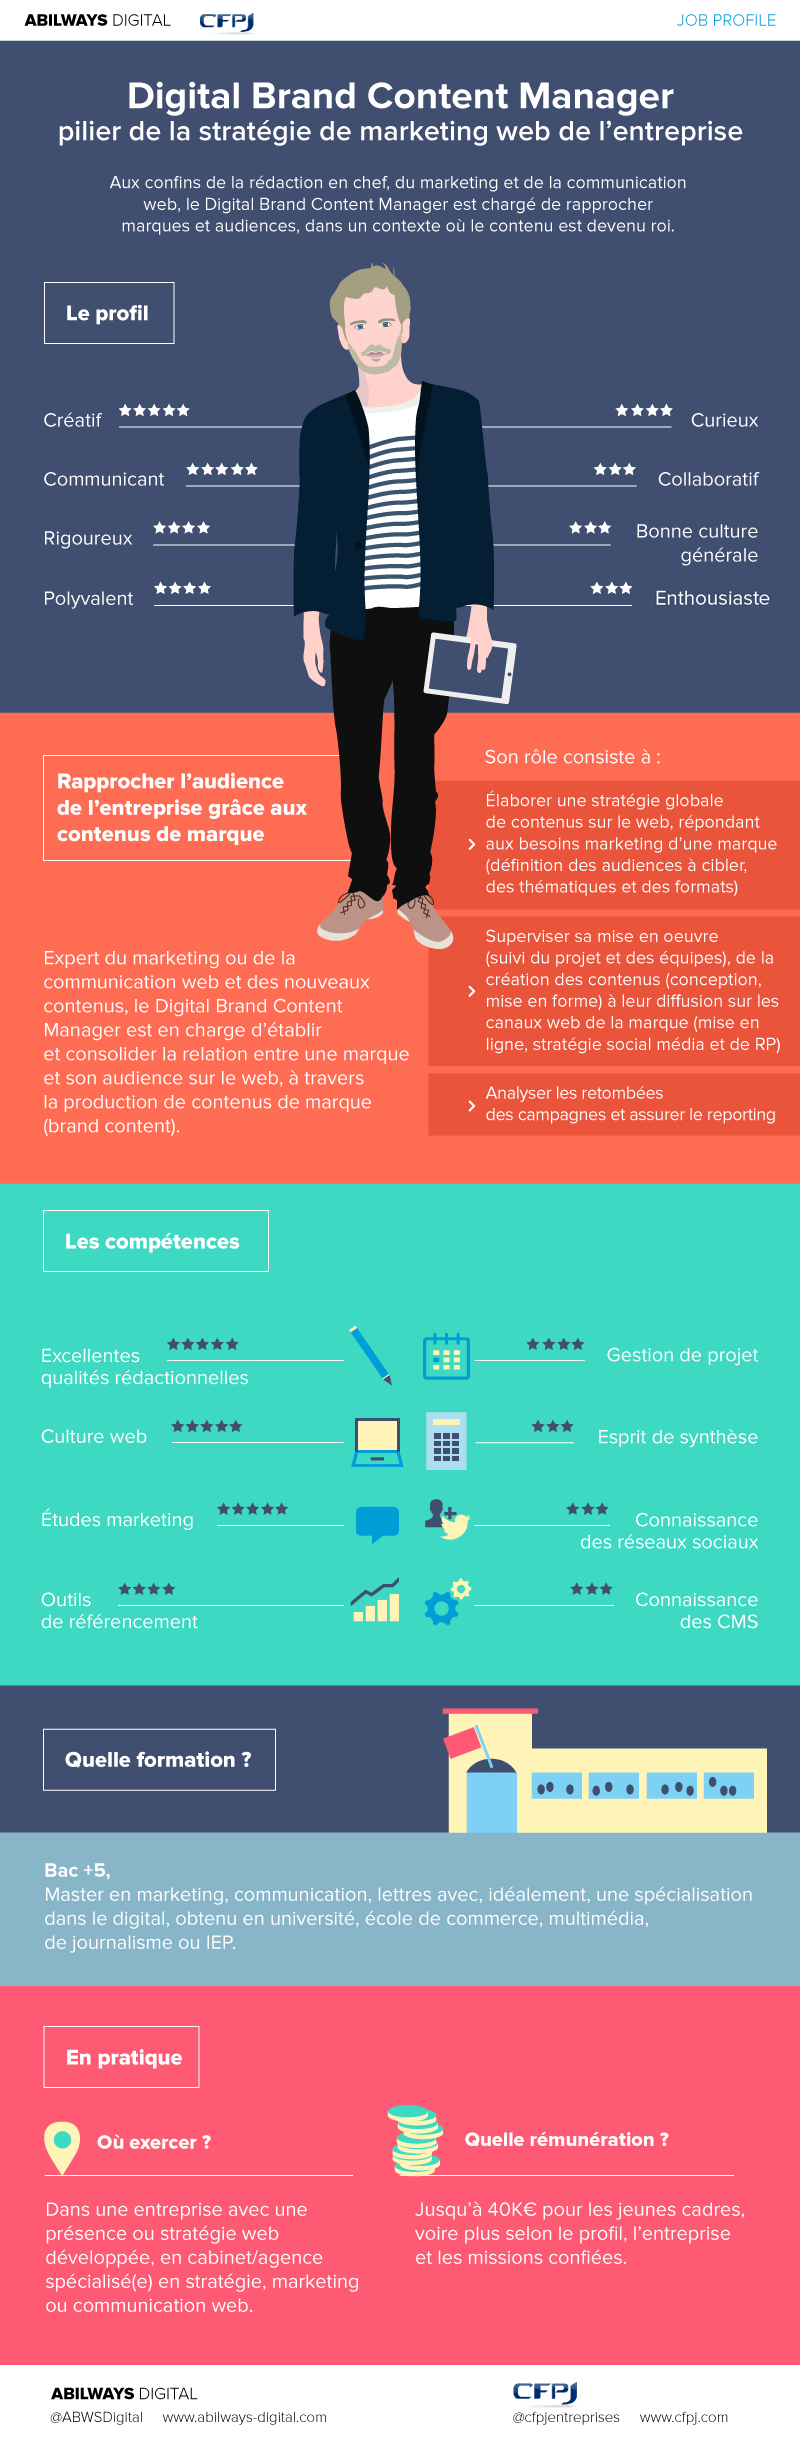 ABILWAYS DIGITAL
CFPJ
JOB PROFILE
Digital Brand Content Manager
pilier de la stratégie de marketing web de l’entreprise
Aux confins de la rédaction en chef, du marketing et de la communication
web, le Digital Brand Content Manager est chargé de rapprocher
marques et audiences, dans un contexte où le contenu est devenu roi.
Le profil
Créatif
Communicant
Rigoureux
Polyvalent
Curieux
Collaboratif
Bonne culture
générale
Enthousiaste
Rapprocher l’audience
de l’entreprise grâce aux
contenus de marque
Expert du marketing ou de la
communication web et des nouveaux
contenus, le Digital Brand Content
Manager est en charge d’établir
et consolider la relation entre une marque
et son audience sur le web, à travers
la production de contenus de marque
(brand content).
Son rôle consiste à :
Élaborer une stratégie globale
de contenus sur le web, répondant
aux besoins marketing d’une marque
(définition des audiences à cibler,
des thématiques et des formats)
Superviser sa mise en oeuvre
(suivi du projet et des équipes), de la
création des contenus (conception,
mise en forme) à leur diffusion sur les
canaux web de la marque (mise en
ligne, stratégie social média et de RP)
Analyser les retombées
des campagnes et assurer le reporting
Les compétences
Excellentes
qualités rédactionnelles
Culture web
Études marketing
Outils
de référencement
Gestion de projet
Esprit de synthèse
Connaissance
des réseaux sociaux
Connaissance
des CMS
Quelle formation ?
Bac +5,
Master en marketing, communication, lettres avec, idéalement, une spécialisation
dans le digital, obtenu en université, école de commerce, multimédia,
de journalisme ou IEP.
En pratique
Où exercer ?
Dans une entreprise avec une
présence ou stratégie web
développée, en cabinet/agence
spécialisé(e) en stratégie, marketing
ou communication web.
Quelle rémunération ?
Jusqu’à 40K€ pour les jeunes cadres,
voire plus selon le profil, l’entreprise
et les missions confiées.
ABILWAYS DIGITAL
@ABWSDigital www.abilways-digital.com
CFPJ
@cfpjentreprises www.cfpj.com